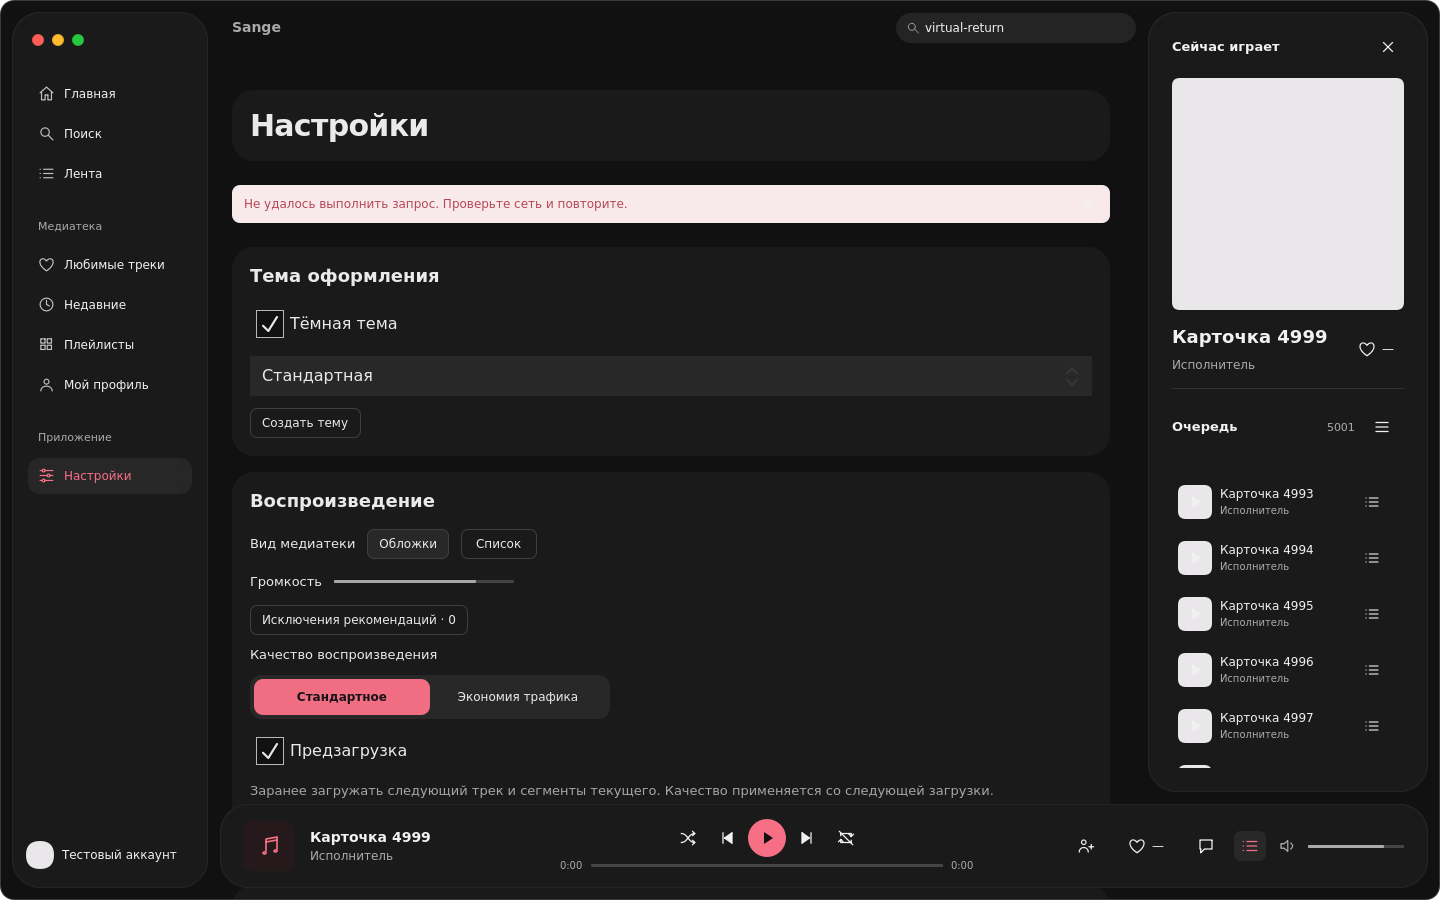 Sange
virtual-return
Главная
Поиск
Лента
Медиатека
Любимые треки
Недавние
Плейлисты
Мой профиль
Приложение
Настройки
Тестовый аккаунт
Настройки
Не удалось выполнить запрос. Проверьте сеть и повторите.
Тема оформления
Тёмная тема
Стандартная
Создать тему
Воспроизведение
Вид медиатеки Обложки Список
Громкость
Исключения рекомендаций · 0
Качество воспроизведения
Стандартное Экономия трафика
Предзагрузка
Заранее загружать следующий трек и сегменты текущего. Качество применяется со следующей загрузки.
Сейчас играет
Карточка 4999
Исполнитель
—
Очередь 5001
Карточка 4993
Исполнитель
Карточка 4994
Исполнитель
Карточка 4995
Исполнитель
Карточка 4996
Исполнитель
Карточка 4997
Исполнитель
Карточка 4999
Исполнитель
0:00 0:00
—